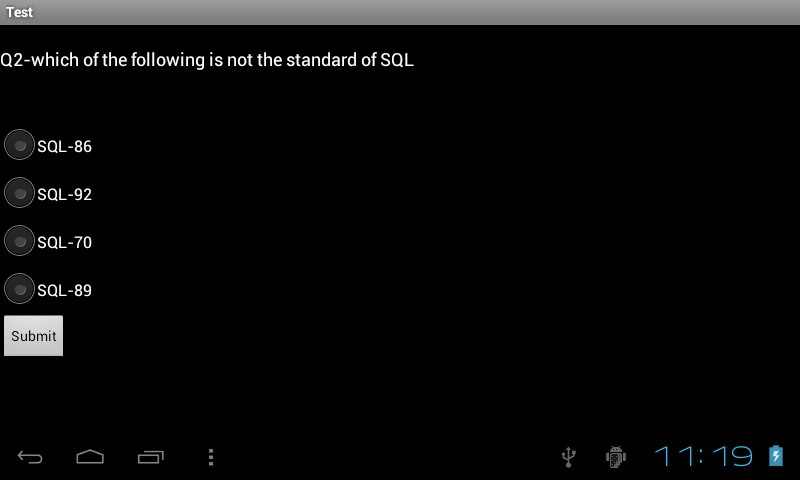 Test
Q2-which of the following is not the standard of SQL
SQL-86
SQL-92
SQL-70
SQL-89
Submit
11:19